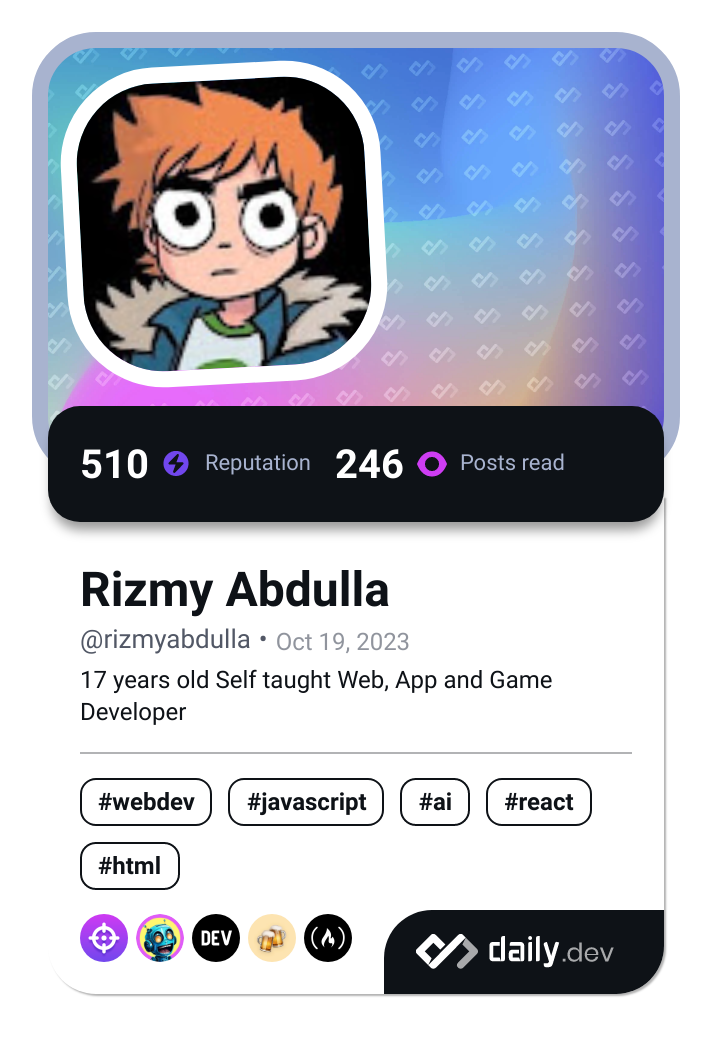 510 Reputation 246 Posts read
Rizmy Abdulla
@rizmyabdulla • Oct 19, 2023
17 years old Self taught Web, App and Game
Developer
#webdev #javascript #ai #react
#html
DEV
daily.dev